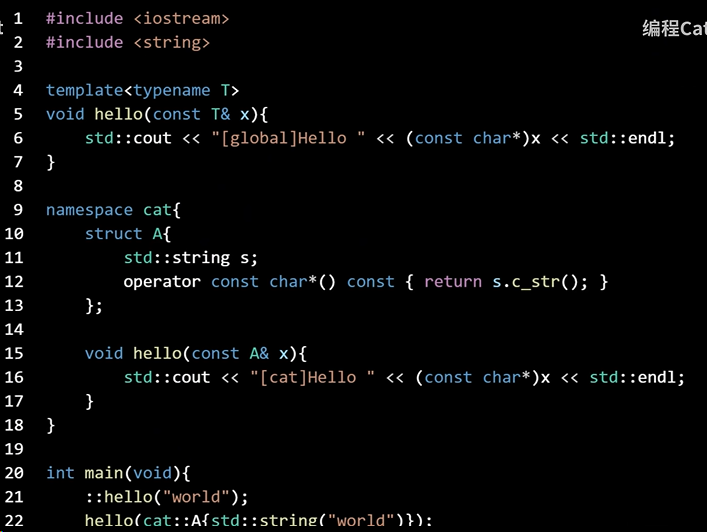 编程Cat
1 #include <iostream>
2 #include <string>
3
4 template<typename T>
5 void hello(const T& x){
6     std::cout << "[global]Hello " << (const char*)x << std::endl;
7 }
8
9 namespace cat{
10     struct A{
11         std::string s;
12         operator const char*() const { return s.c_str(); }
13     };
14
15     void hello(const A& x){
16         std::cout << "[cat]Hello " << (const char*)x << std::endl;
17     }
18 }
19
20 int main(void){
21     ::hello("world");
22     hello(cat::A{std::string("world")});